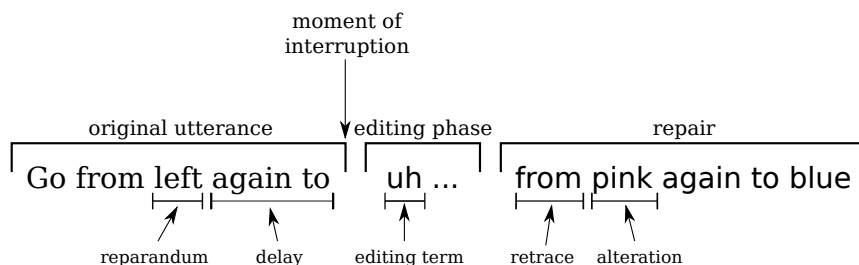 moment of
interruption
original utterance editing phase repair
Go from left again to uh ... from pink again to blue
reparandum delay editing term retrace alteration